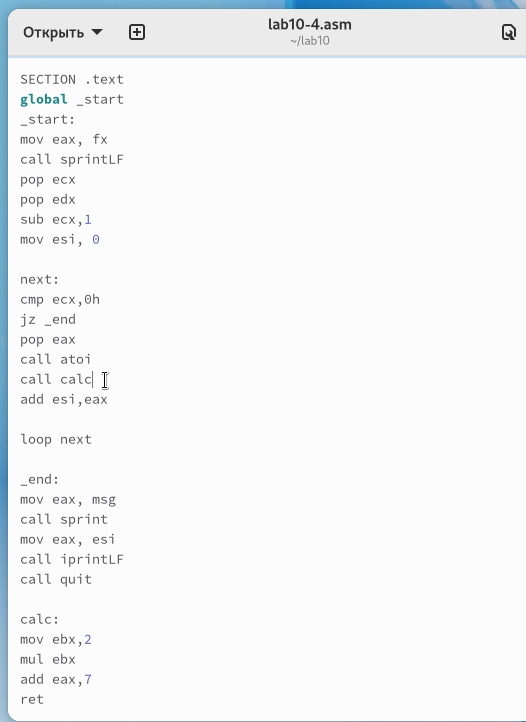 Открыть
lab10-4.asm
~/lab10
SECTION .text
global _start
_start:
mov eax, fx
call sprintLF
pop ecx
pop edx
sub ecx,1
mov esi, 0
next:
cmp ecx,0h
jz _end
pop eax
call atoi
call calc
add esi,eax
loop next
_end:
mov eax, msg
call sprint
mov eax, esi
call iprintLF
call quit
calc:
mov ebx,2
mul ebx
add eax,7
ret